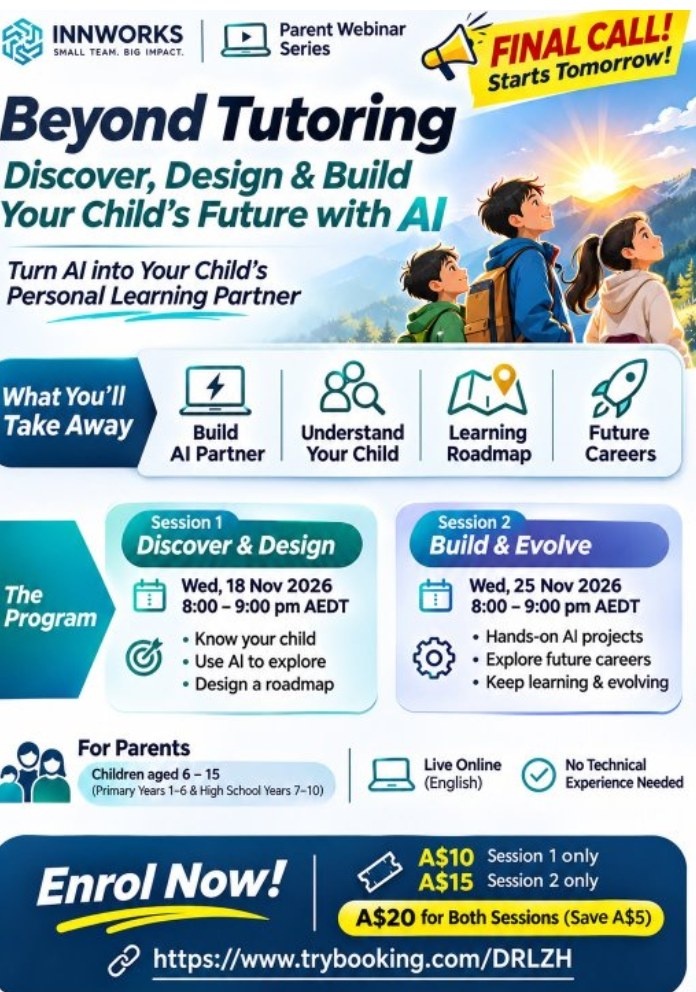 INNWORKS
SMALL TEAM. BIG IMPACT.
Parent Webinar
Series
FINAL CALL!
Starts Tomorrow!
Beyond Tutoring
Discover, Design & Build
Your Child's Future with AI
Turn AI into Your Child's
Personal Learning Partner
What You'll
Take Away
Build
AI Partner
Understand
Your Child
Learning
Roadmap
Future
Careers
The
Program
Session 1
Discover & Design
Wed, 18 Nov 2026
8:00 – 9:00 pm AEDT
• Know your child
• Use AI to explore
• Design a roadmap
Session 2
Build & Evolve
Wed, 25 Nov 2026
8:00 – 9:00 pm AEDT
• Hands-on AI projects
• Explore future careers
• Keep learning & evolving
For Parents
Children aged 6 – 15
(Primary Years 1–6 & High School Years 7–10)
Live Online
(English)
No Technical
Experience Needed
Enrol Now!
A$10 Session 1 only
A$15 Session 2 only
A$20 for Both Sessions (Save A$5)
https://www.trybooking.com/DRLZH